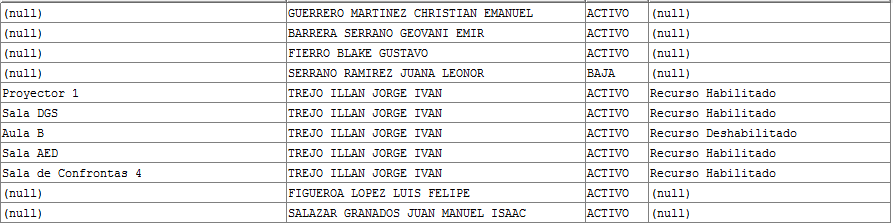 (null) GUERRERO MARTINEZ CHRISTIAN EMANUEL ACTIVO (null)
(null) BARRERA SERRANO GEOVANI EMIR ACTIVO (null)
(null) FIERRO BLAKE GUSTAVO ACTIVO (null)
(null) SERRANO RAMIREZ JUANA LEONOR BAJA (null)
Proyector 1 TREJO ILLAN JORGE IVAN ACTIVO Recurso Habilitado
Sala DGS TREJO ILLAN JORGE IVAN ACTIVO Recurso Habilitado
Aula B TREJO ILLAN JORGE IVAN ACTIVO Recurso Deshabilitado
Sala AED TREJO ILLAN JORGE IVAN ACTIVO Recurso Habilitado
Sala de Confrontas 4 TREJO ILLAN JORGE IVAN ACTIVO Recurso Habilitado
(null) FIGUEROA LOPEZ LUIS FELIPE ACTIVO (null)
(null) SALAZAR GRANADOS JUAN MANUEL ISAAC ACTIVO (null)